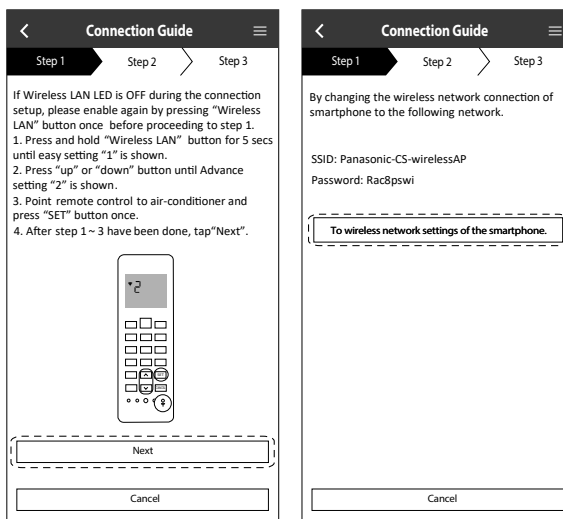 Connection Guide
Step 1 Step 2 Step 3
If Wireless LAN LED is OFF during the connection
setup, please enable again by pressing “Wireless
LAN” button once before proceeding to step 1.
1. Press and hold “Wireless LAN” button for 5 secs
until easy setting “1” is shown.
2. Press “up” or “down” button until Advance
setting “2” is shown.
3. Point remote control to air-conditioner and
press “SET” button once.
4. After step 1 ~ 3 have been done, tap“Next”.
2
SET
Next
Cancel
Connection Guide
Step 1 Step 2 Step 3
By changing the wireless network connection of
smartphone to the following network.
SSID: Panasonic-CS-wirelessAP
Password: Rac8pswi
To wireless network settings of the smartphone.
Cancel